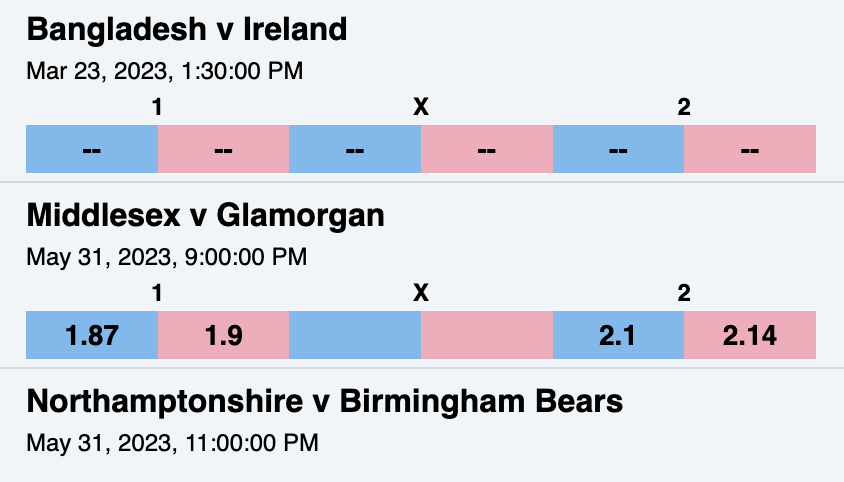 Bangladesh v Ireland
Mar 23, 2023, 1:30:00 PM
1 X 2
-- -- -- -- -- --
Middlesex v Glamorgan
May 31, 2023, 9:00:00 PM
1 X 2
1.87 1.9 2.1 2.14
Northamptonshire v Birmingham Bears
May 31, 2023, 11:00:00 PM